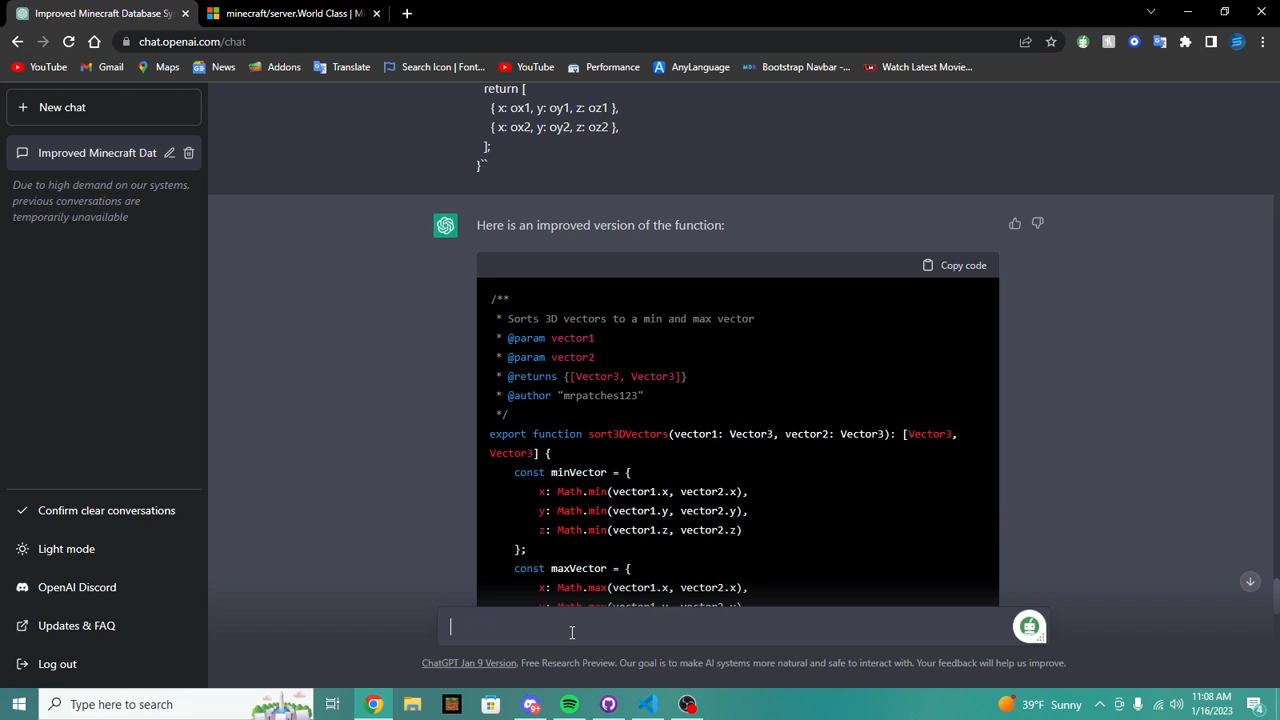 Improved Minecraft Database Sy
minecraft/server.World Class | Mi
chat.openai.com/chat
YouTube
Gmail
Maps
News
Addons
Translate
Search Icon | Font...
YouTube
Performance
AnyLanguage
Bootstrap Navbar -...
Watch Latest Movie...
New chat
Improved Minecraft Dat
Due to high demand on our systems,
previous conversations are
temporarily unavailable
Confirm clear conversations
Light mode
OpenAI Discord
Updates & FAQ
Log out
return [
{ x: ox1, y: oy1, z: oz1 },
{ x: ox2, y: oy2, z: oz2 },
];
}``
Here is an improved version of the function:
Copy code
/**
* Sorts 3D vectors to a min and max vector
* @param vector1
* @param vector2
* @returns {[Vector3, Vector3]}
* @author "mrpatches123"
*/
export function sort3DVectors(vector1: Vector3, vector2: Vector3): [Vector3,
Vector3] {
const minVector = {
x: Math.min(vector1.x, vector2.x),
y: Math.min(vector1.y, vector2.y),
z: Math.min(vector1.z, vector2.z)
};
const maxVector = {
x: Math.max(vector1.x, vector2.x),
ChatGPT Jan 9 Version. Free Research Preview. Our goal is to make AI systems more natural and safe to interact with. Your feedback will help us improve.
Type here to search
39°F Sunny
11:08 AM
1/16/2023
4